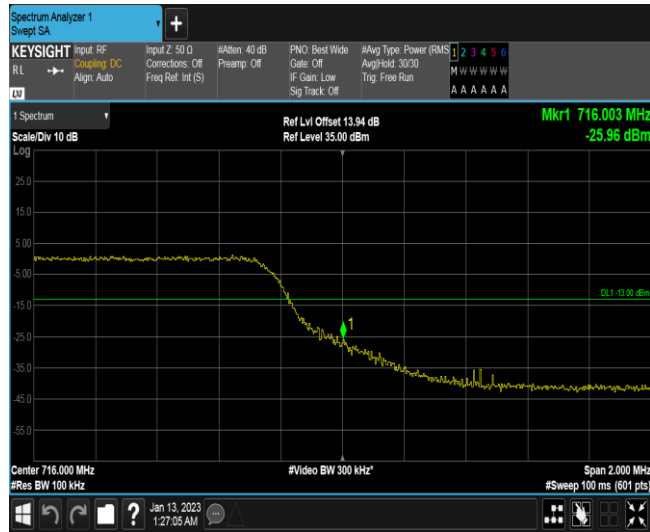 Spectrum Analyzer 1
Swept SA
KEYSIGHT
RL
LXI
Input: RF
Coupling: DC
Align: Auto
Input Z: 50 Ω
Corrections: Off
Freq Ref: Int (S)
#Atten: 40 dB
Preamp: Off
PNO: Best Wide
Gate: Off
IF Gain: Low
Sig Track: Off
#Avg Type: Power (RMS
Avg|Hold: 30/30
Trig: Free Run
1 2 3 4 5 6
M W W W W W
A A A A A A
1 Spectrum
Scale/Div 10 dB
Log
Ref Lvl Offset 13.94 dB
Ref Level 35.00 dBm
Mkr1 716.003 MHz
-25.96 dBm
25.0
15.0
5.00
-5.00
-15.0
-25.0
-35.0
-45.0
-55.0
DL1 -13.00 dBm
1
Center 716.000 MHz
#Res BW 100 kHz
#Video BW 300 kHz*
Span 2.000 MHz
#Sweep 100 ms (601 pts)
?
Jan 13, 2023
1:27:05 AM